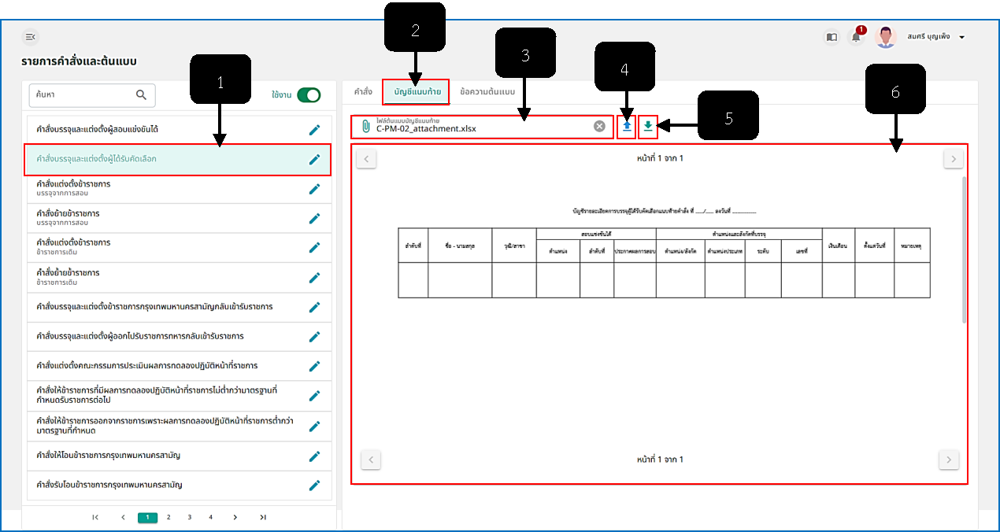 2
3
4
1
5
6
1
สมศรี บุญเพ็ง
รายการคำสั่งและต้นแบบ
ค้นหา
ใช้งาน
คำสั่งบรรจุและแต่งตั้งผู้สอบแข่งขันได้
คำสั่งบรรจุและแต่งตั้งผู้ได้รับคัดเลือก
คำสั่งแต่งตั้งข้าราชการ
บรรจุจากการสอบ
คำสั่งย้ายข้าราชการ
บรรจุจากการสอบ
คำสั่งแต่งตั้งข้าราชการ
ข้าราชการเดิม
คำสั่งย้ายข้าราชการ
ข้าราชการเดิม
คำสั่งบรรจุและแต่งตั้งข้าราชการกรุงเทพมหานครสามัญกลับเข้ารับราชการ
คำสั่งบรรจุและแต่งตั้งผู้ออกไปรับราชการทหารกลับเข้ารับราชการ
คำสั่งแต่งตั้งคณะกรรมการประเมินผลการทดลองปฏิบัติหน้าที่ราชการ
คำสั่งให้ข้าราชการที่มีผลการทดลองปฏิบัติหน้าที่ราชการไม่ต่ำกว่ามาตรฐานที่
กำหนดรับราชการต่อไป
คำสั่งให้ข้าราชการออกจากราชการเพราะผลการทดลองปฏิบัติหน้าที่ราชการต่ำกว่า
มาตรฐานที่กำหนด
คำสั่งให้โอนข้าราชการกรุงเทพมหานครสามัญ
คำสั่งรับโอนข้าราชการกรุงเทพมหานครสามัญ
1 2 3 4
คำสั่ง บัญชีแนบท้าย ข้อความต้นแบบ
ไฟล์ต้นแบบบัญชีแนบท้าย
C-PM-02_attachment.xlsx
หน้าที่ 1 จาก 1
บัญชีรายละเอียดการบรรจุผู้ได้รับคัดเลือกแนบท้ายคำสั่ง ที่ ___/___ ลงวันที่ _________
สอบแข่งขันได้ ตำแหน่งและสังกัดที่บรรจุ
ลำดับที่ ชื่อ - นามสกุล วุฒิ/สาขา ตำแหน่ง ลำดับที่ ประกาศผลการสอบ ตำแหน่ง/สังกัด ตำแหน่งประเภท ระดับ เลขที่ เงินเดือน ตั้งแต่วันที่ หมายเหตุ
หน้าที่ 1 จาก 1